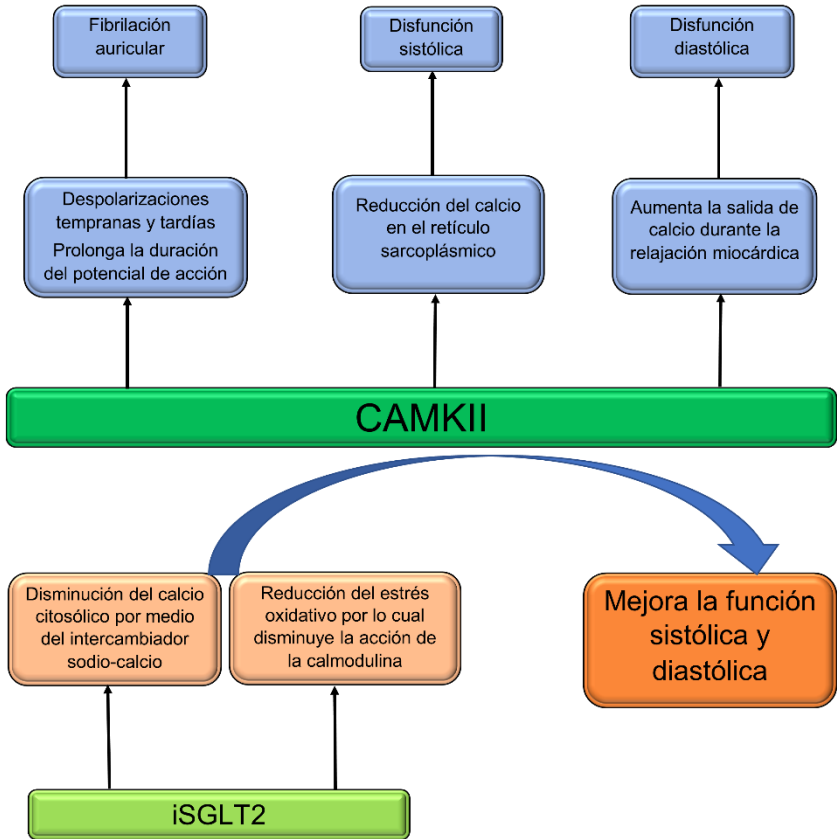 Fibrilación
auricular
Disfunción
sistólica
Disfunción
diastólica
Despolarizaciones
tempranas y tardías
Prolonga la duración
del potencial de acción
Reducción del calcio
en el retículo
sarcoplásmico
Aumenta la salida de
calcio durante la
relajación miocárdica
CAMKII
Disminución del calcio
citosólico por medio
del intercambiador
sodio-calcio
Reducción del estrés
oxidativo por lo cual
disminuye la acción de
la calmodulina
Mejora la función
sistólica y
diastólica
iSGLT2